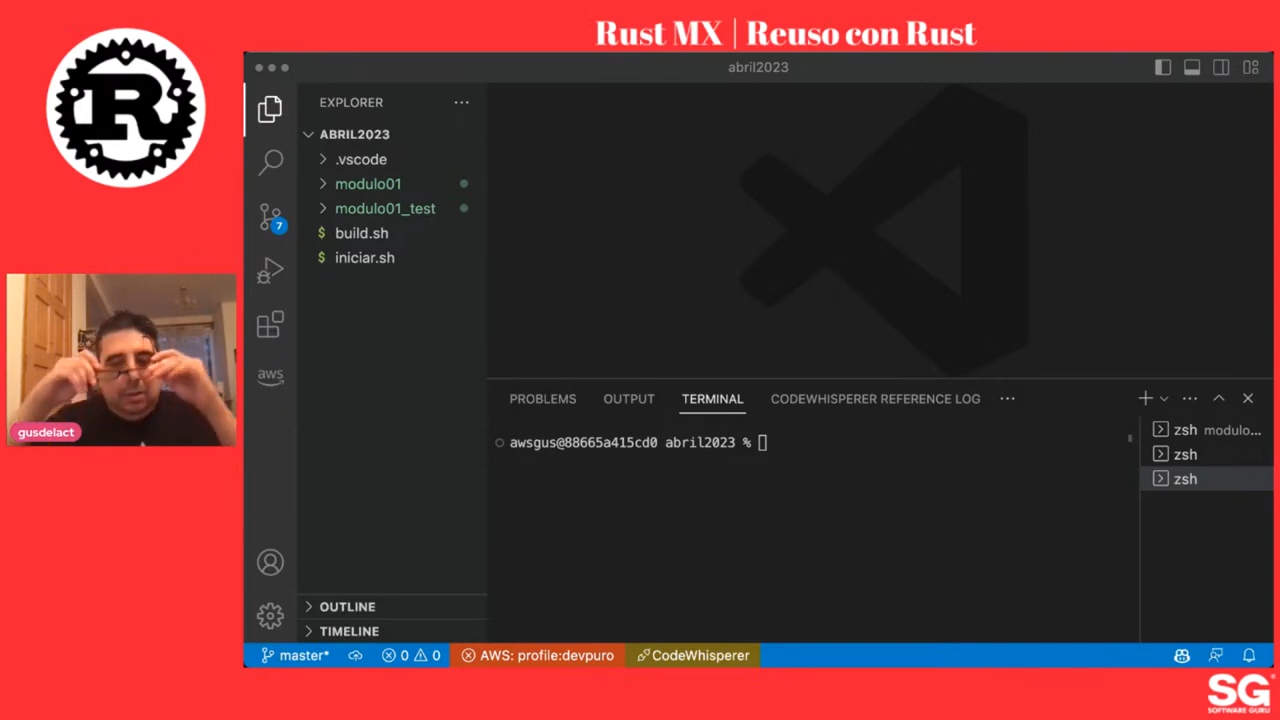 Rust MX | Reuso con Rust
R
abril2023
EXPLORER
ABRIL2023
.vscode
modulo01
modulo01_test
$ build.sh
$ iniciar.sh
7
aws
gusdelact
PROBLEMS OUTPUT TERMINAL CODEWHISPERER REFERENCE LOG
awsgus@88665a415cd0 abril2023 %
zsh modulo...
zsh
zsh
OUTLINE
TIMELINE
master* 0 0 AWS: profile:devpuro CodeWhisperer
SG
SOFTWARE GURU